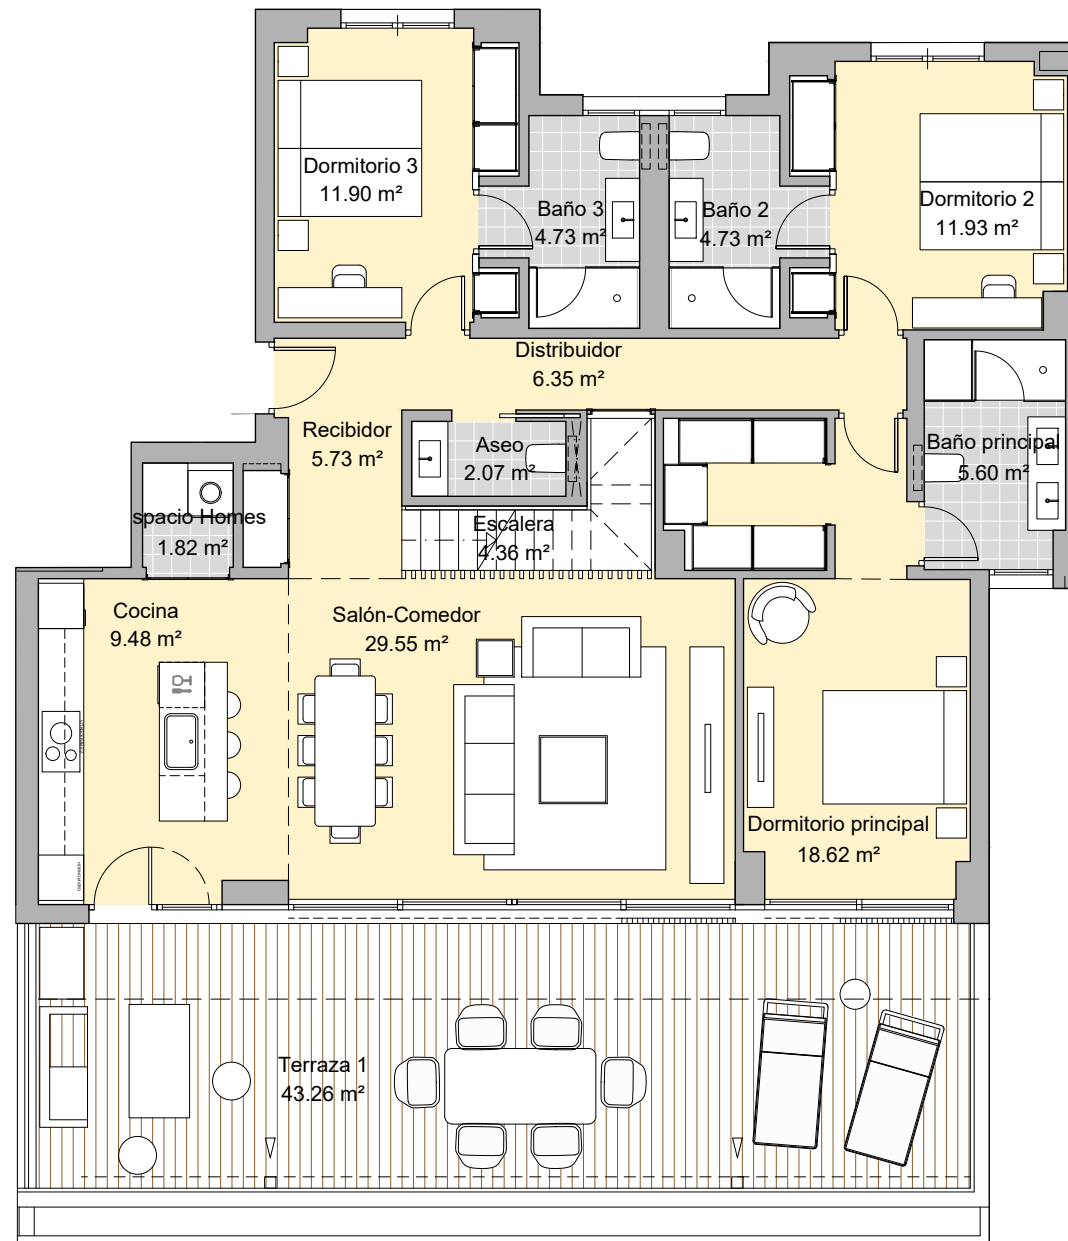 Dormitorio 3
11.90 m²
Dormitorio 2
11.93 m²
Baño 3
4.73 m²
Baño 2
4.73 m²
Distribuidor
6.35 m²
Recibidor
5.73 m²
Aseo
2.07 m²
Baño principal
5.60 m²
spacio Homes
1.82 m²
Escalera
4.36 m²
Cocina
9.48 m²
Salón-Comedor
29.55 m²
Dormitorio principal
18.62 m²
Terraza 1
43.26 m²